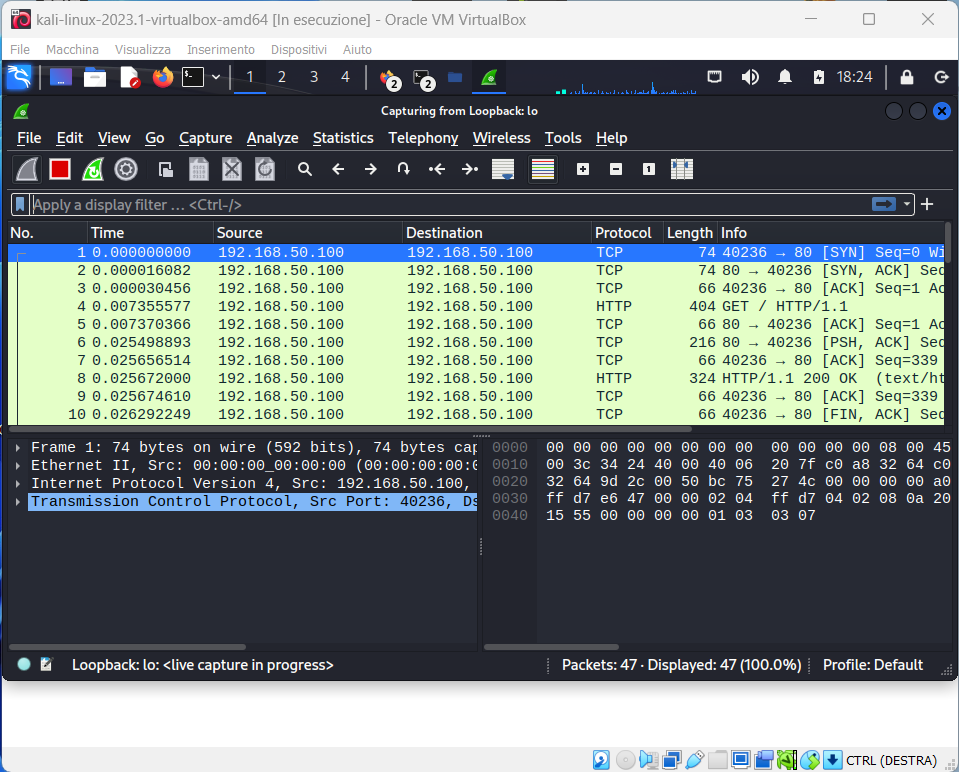 kali-linux-2023.1-virtualbox-amd64 [In esecuzione] - Oracle VM VirtualBox
File Macchina Visualizza Inserimento Dispositivi Aiuto
1 2 3 4 2 2 18:24
Capturing from Loopback: lo
File Edit View Go Capture Analyze Statistics Telephony Wireless Tools Help
Apply a display filter ... <Ctrl-/>
No. Time Source Destination Protocol Length Info
1 0.000000000 192.168.50.100 192.168.50.100 TCP 74 40236 → 80 [SYN] Seq=0 Wi
2 0.000016082 192.168.50.100 192.168.50.100 TCP 74 80 → 40236 [SYN, ACK] Seq
3 0.000030456 192.168.50.100 192.168.50.100 TCP 66 40236 → 80 [ACK] Seq=1 Ac
4 0.007355577 192.168.50.100 192.168.50.100 HTTP 404 GET / HTTP/1.1
5 0.007370366 192.168.50.100 192.168.50.100 TCP 66 80 → 40236 [ACK] Seq=1 Ac
6 0.025498893 192.168.50.100 192.168.50.100 TCP 216 80 → 40236 [PSH, ACK] Seq
7 0.025656514 192.168.50.100 192.168.50.100 TCP 66 40236 → 80 [ACK] Seq=339
8 0.025672000 192.168.50.100 192.168.50.100 HTTP 324 HTTP/1.1 200 OK (text/ht
9 0.025674610 192.168.50.100 192.168.50.100 TCP 66 40236 → 80 [ACK] Seq=339
10 0.026292249 192.168.50.100 192.168.50.100 TCP 66 40236 → 80 [FIN, ACK] Seq
Frame 1: 74 bytes on wire (592 bits), 74 bytes cap
Ethernet II, Src: 00:00:00_00:00:00 (00:00:00:00:0
Internet Protocol Version 4, Src: 192.168.50.100,
Transmission Control Protocol, Src Port: 40236, Ds
0000 00 00 00 00 00 00 00 00 00 00 00 00 08 00 45
0010 00 3c 34 24 40 00 40 06 20 7f c0 a8 32 64 c0
0020 32 64 9d 2c 00 50 bc 75 27 4c 00 00 00 00 a0
0030 ff d7 e6 47 00 00 02 04 ff d7 04 02 08 0a 20
0040 15 55 00 00 00 00 01 03 03 07
Loopback: lo: <live capture in progress> Packets: 47 · Displayed: 47 (100.0%) Profile: Default
CTRL (DESTRA)